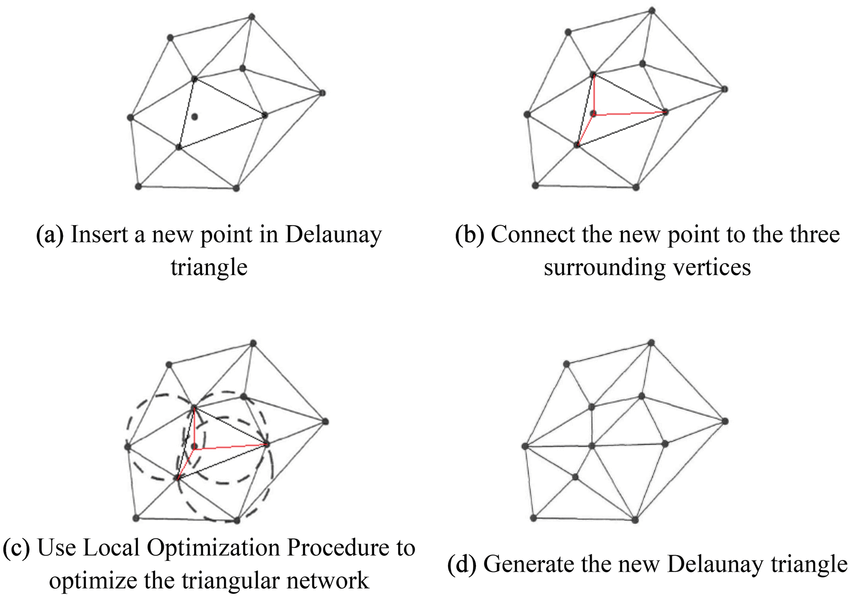 (a) Insert a new point in Delaunay
triangle
(b) Connect the new point to the three
surrounding vertices
(c) Use Local Optimization Procedure to
optimize the triangular network
(d) Generate the new Delaunay triangle